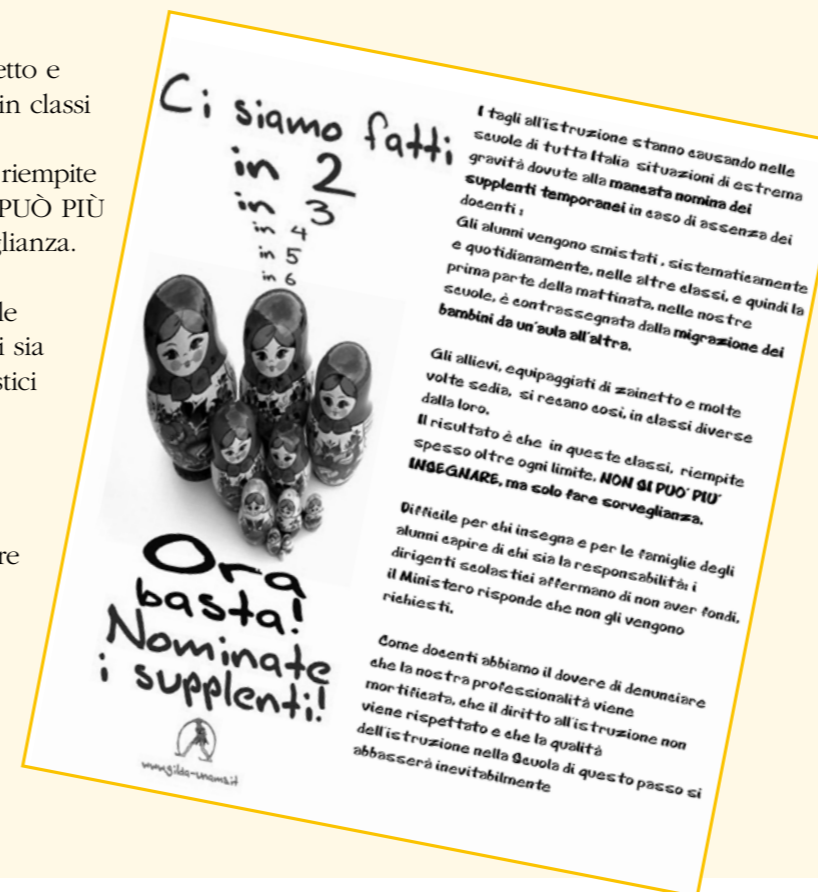 etto e
in classi
riempite
PUÒ PIÙ
glianza.
le
i sia
stici
re
Ci siamo fatti
in 2
in 3
in 4
in 5
in 6
Ora
basta!
Nominate
i supplenti!
www.gilda-unams.it
I tagli all'istruzione stanno causando nelle
scuole di tutta Italia situazioni di estrema
gravità dovute alla mancata nomina dei
supplenti temporanei in caso di assenza dei
docenti :
Gli alunni vengono smistati , sistematicamente
e quotidianamente, nelle altre classi, e quindi la
prima parte della mattinata, nelle nostre
scuole, è contrassegnata dalla migrazione dei
bambini da un'aula all'altra.
Gli allievi, equipaggiati di zainetto e molte
volte sedia, si recano così, in classi diverse
dalla loro.
Il risultato è che in queste classi, riempite
spesso oltre ogni limite, NON SI PUO' PIU'
INSEGNARE, ma solo fare sorveglianza.
Difficile per chi insegna e per le famiglie degli
alunni capire di chi sia la responsabilità: i
dirigenti scolastici affermano di non aver fondi,
il Ministero risponde che non gli vengono
richiesti.
Come docenti abbiamo il dovere di denunciare
che la nostra professionalità viene
mortificata, che il diritto all'istruzione non
viene rispettato e che la qualità
dell'istruzione nella Scuola di questo passo si
abbasserà inevitabilmente